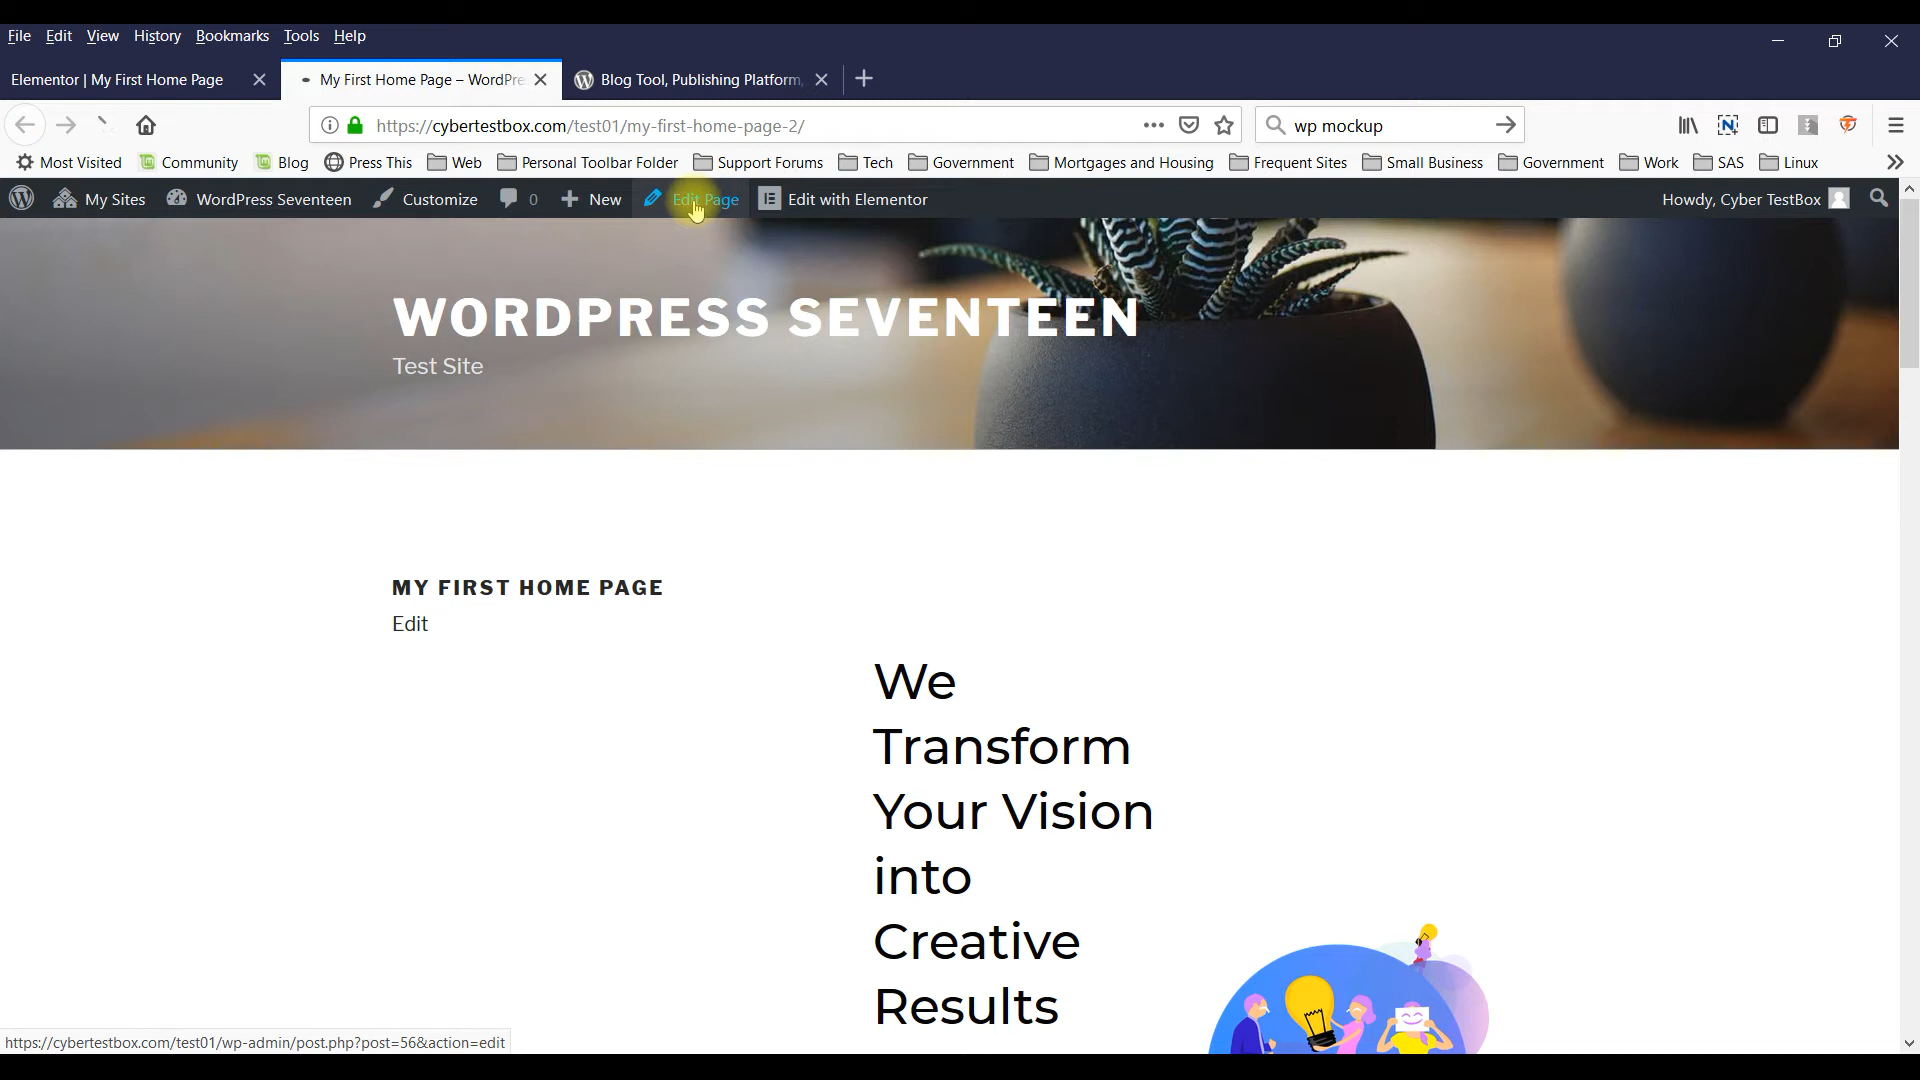 File Edit View History Bookmarks Tools Help
Elementor | My First Home Page My First Home Page – WordPre Blog Tool, Publishing Platform,
https://cybertestbox.com/test01/my-first-home-page-2/ wp mockup
Most Visited Community Blog Press This Web Personal Toolbar Folder Support Forums Tech Government Mortgages and Housing Frequent Sites Small Business Government Work SAS Linux
My Sites WordPress Seventeen Customize 0 New Edit Page Edit with Elementor Howdy, Cyber TestBox
WORDPRESS SEVENTEEN
Test Site
MY FIRST HOME PAGE
Edit
We
Transform
Your Vision
into
Creative
Results
https://cybertestbox.com/test01/wp-admin/post.php?post=56&action=edit